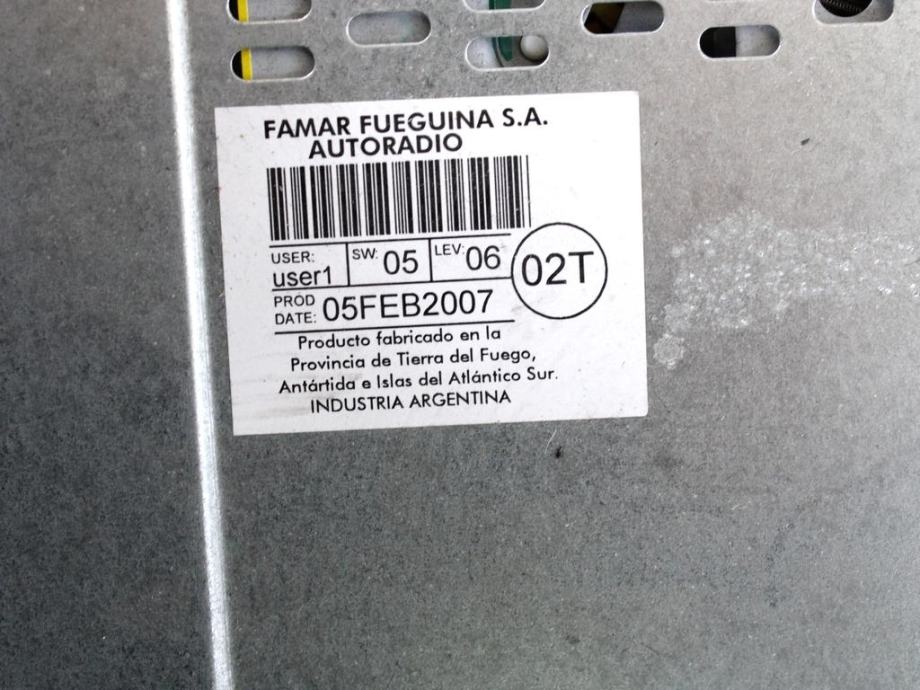 FAMAR FUEGUINA S.A.
AUTORADIO
USER: user1 SW: 05 LEV: 06 02T
PROD DATE: 05FEB2007
Producto fabricado en la
Provincia de Tierra del Fuego,
Antártida e Islas del Atlántico Sur.
INDUSTRIA ARGENTINA